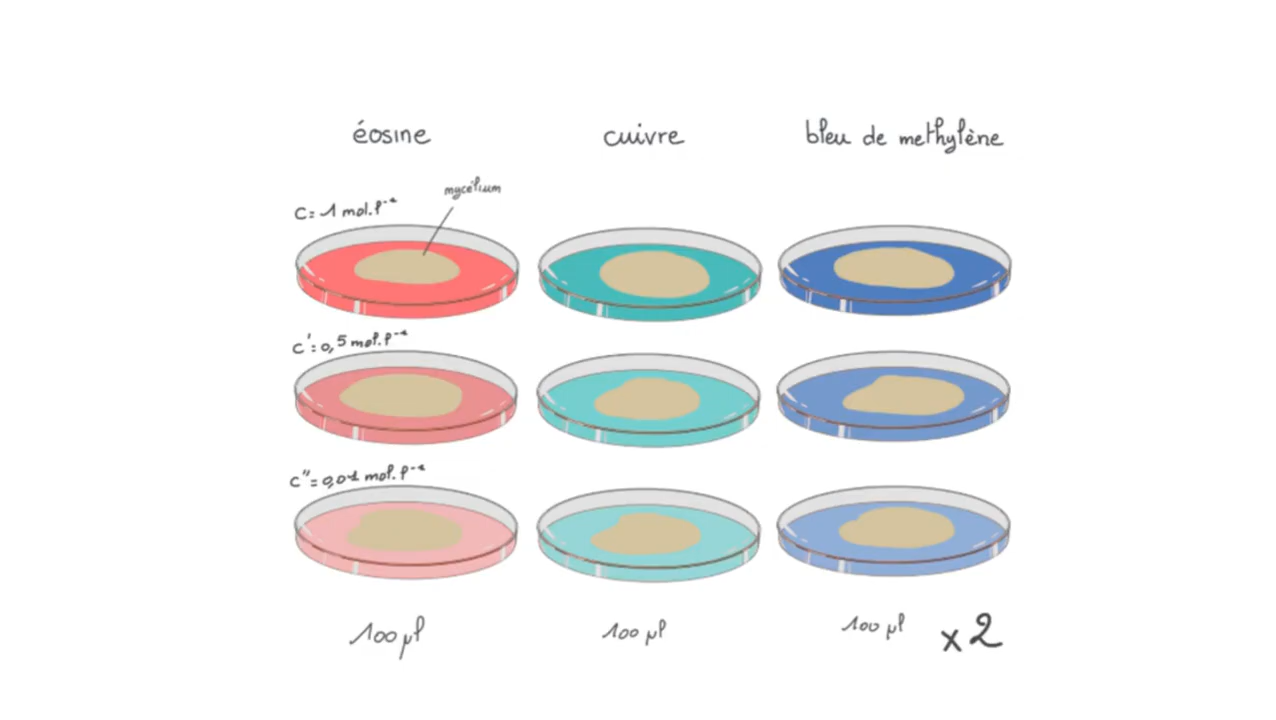 éosine
cuivre
bleu de methylène
mycélium
C = 1 mol.l⁻¹
C' = 0,5 mol.l⁻¹
C'' = 0,01 mol.l⁻¹
100 µl
100 µl
100 µl
x2